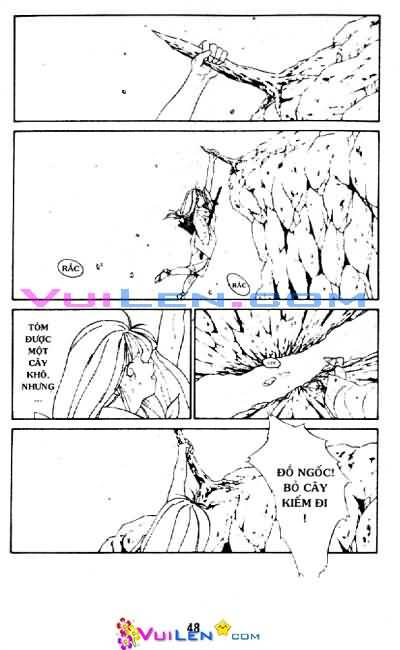 RẮC
RẮC
VuiLen.com
TÓM
ĐƯỢC
MỘT
CÂY
KHÔ,
NHƯNG
...
ĐỒ NGỐC!
BỎ CÂY
KIẾM ĐI
!
48
VuiLen.com